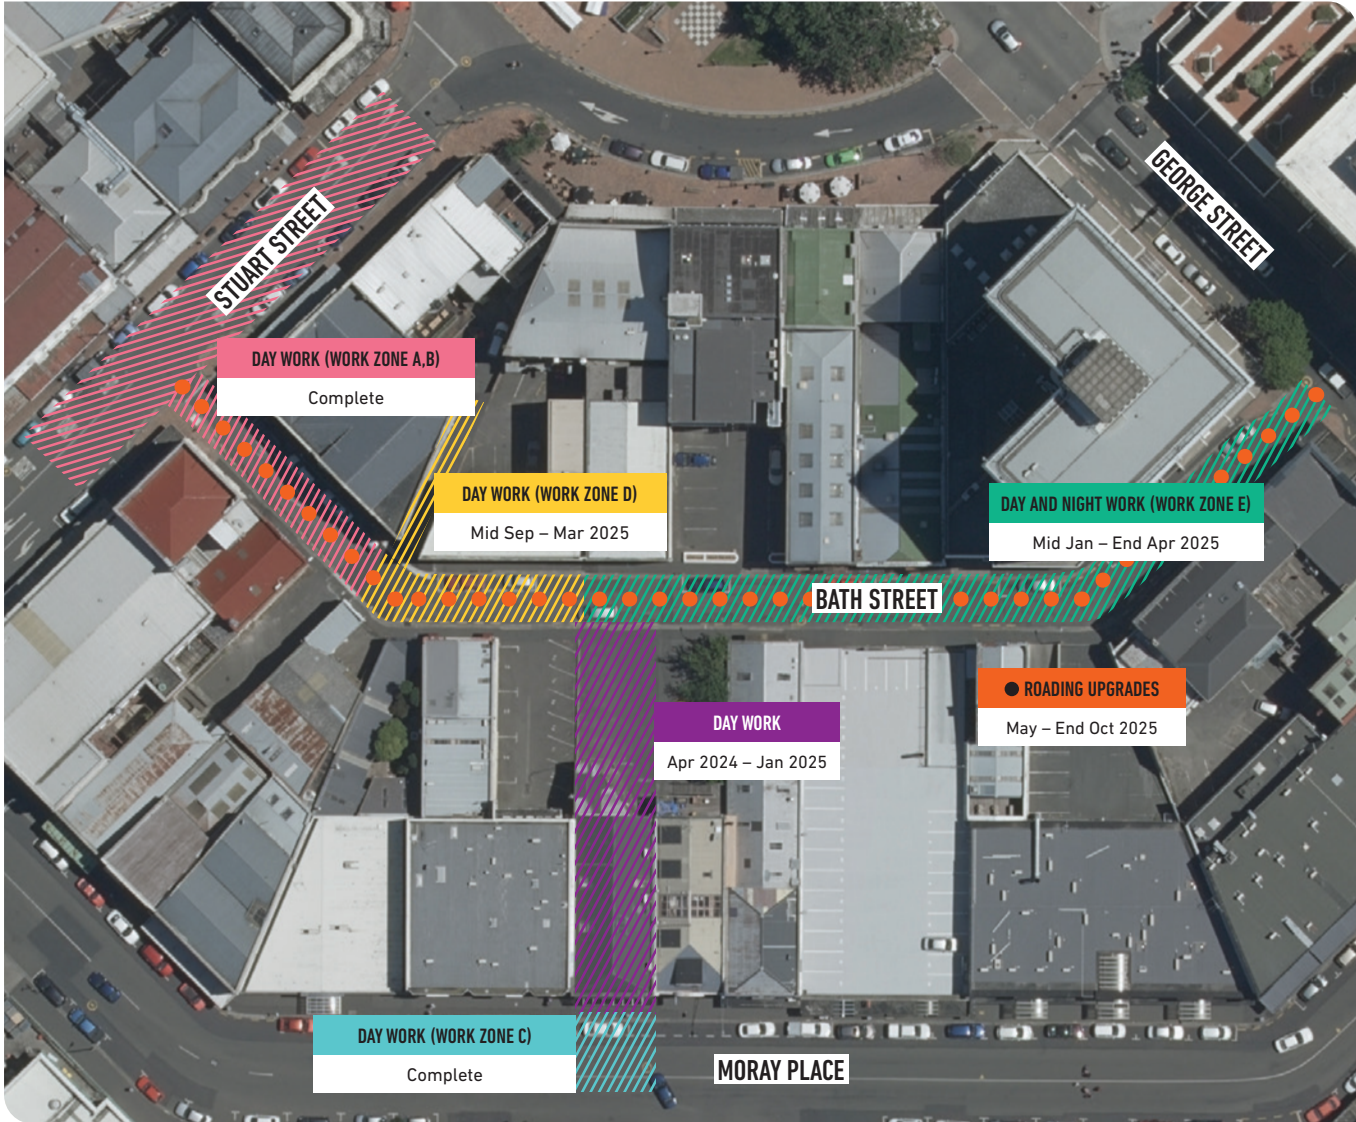 GEORGE STREET
STUART STREET
DAY WORK (WORK ZONE A,B)
Complete
DAY WORK (WORK ZONE D)
Mid Sep – Mar 2025
DAY AND NIGHT WORK (WORK ZONE E)
Mid Jan – End Apr 2025
BATH STREET
● ROADING UPGRADES
May – End Oct 2025
DAY WORK
Apr 2024 – Jan 2025
DAY WORK (WORK ZONE C)
Complete
MORAY PLACE